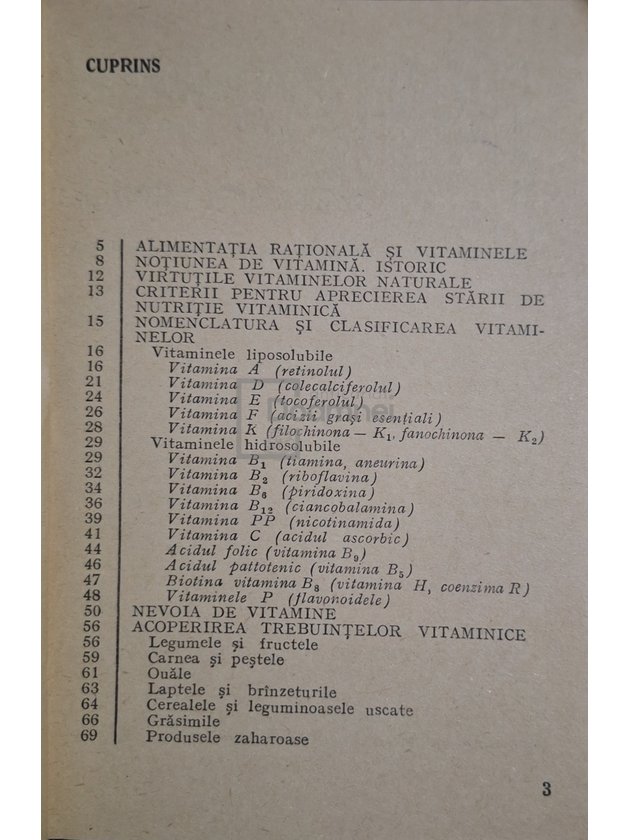 CUPRINS
5 ALIMENTAȚIA RAȚIONALĂ ȘI VITAMINELE
8 NOȚIUNEA DE VITAMINĂ. ISTORIC
12 VIRTUȚILE VITAMINELOR NATURALE
13 CRITERII PENTRU APRECIEREA STĂRII DE
NUTRIȚIE VITAMINICĂ
15 NOMENCLATURA ȘI CLASIFICAREA VITAMI-
NELOR
16 Vitaminele liposolubile
16 Vitamina A (retinolul)
21 Vitamina D (colecalciferolul)
24 Vitamina E (tocoferolul)
26 Vitamina F (acizii grași esențiali)
28 Vitamina K (filochinona — K₁, fanochinona — K₂)
29 Vitaminele hidrosolubile
29 Vitamina B₁ (tiamina, aneurina)
32 Vitamina B₂ (riboflavina)
34 Vitamina B₆ (piridoxina)
36 Vitamina B₁₂ (ciancobalamina)
39 Vitamina PP (nicotinamida)
41 Vitamina C (acidul ascorbic)
44 Acidul folic (vitamina B₉)
46 Acidul pattotenic (vitamina B₅)
47 Biotina vitamina B₈ (vitamina H, coenzima R)
48 Vitaminele P (flavonoidele)
50 NEVOIA DE VITAMINE
56 ACOPERIREA TREBUINȚELOR VITAMINICE
56 Legumele și fructele
59 Carnea și peștele
61 Ouăle
63 Laptele și brînzeturile
64 Cerealele și leguminoasele uscate
66 Grăsimile
69 Produsele zaharoase
3